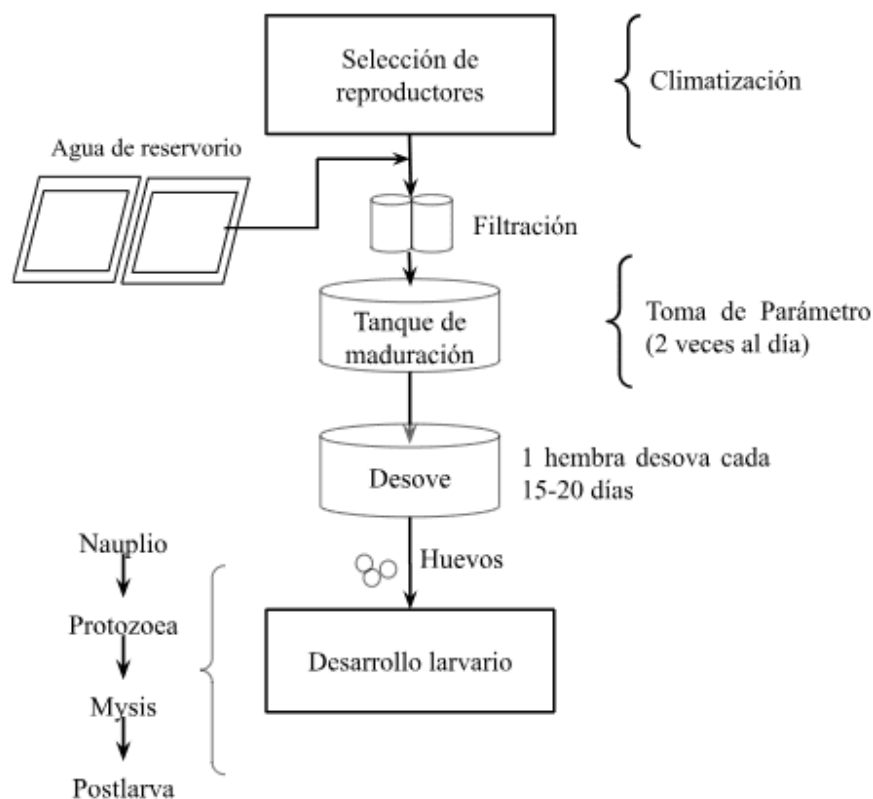 Selección de
reproductores
Climatización
Agua de reservorio
Filtración
Tanque de
maduración
Toma de Parámetro
(2 veces al día)
Desove
1 hembra desova cada
15-20 días
Huevos
Nauplio
Protozoea
Mysis
Postlarva
Desarrollo larvario